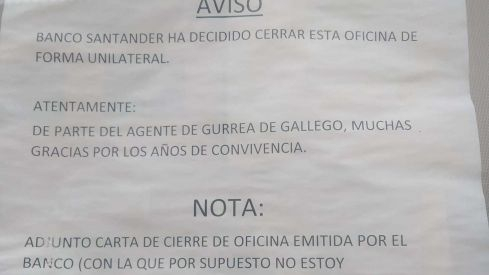 AVISO
BANCO SANTANDER HA DECIDIDO CERRAR ESTA OFICINA DE
FORMA UNILATERAL.
ATENTAMENTE:
DE PARTE DEL AGENTE DE GURREA DE GALLEGO, MUCHAS
GRACIAS POR LOS AÑOS DE CONVIVENCIA.
NOTA:
ADJUNTO CARTA DE CIERRE DE OFICINA EMITIDA POR EL
BANCO (CON LA QUE POR SUPUESTO NO ESTOY